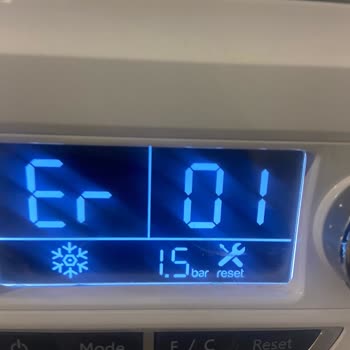 Er 01
1.5 bar reset
Mode F / C Reset